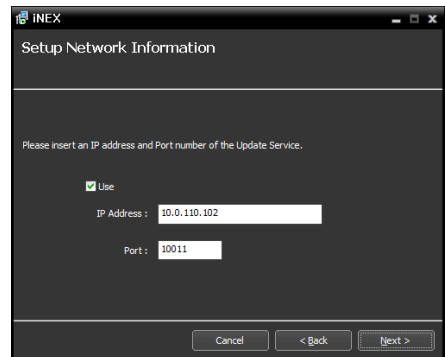 iNEX
Setup Network Information
Please insert an IP address and Port number of the Update Service.
Use
IP Address : 10.0.110.102
Port : 10011
Cancel < Back Next >